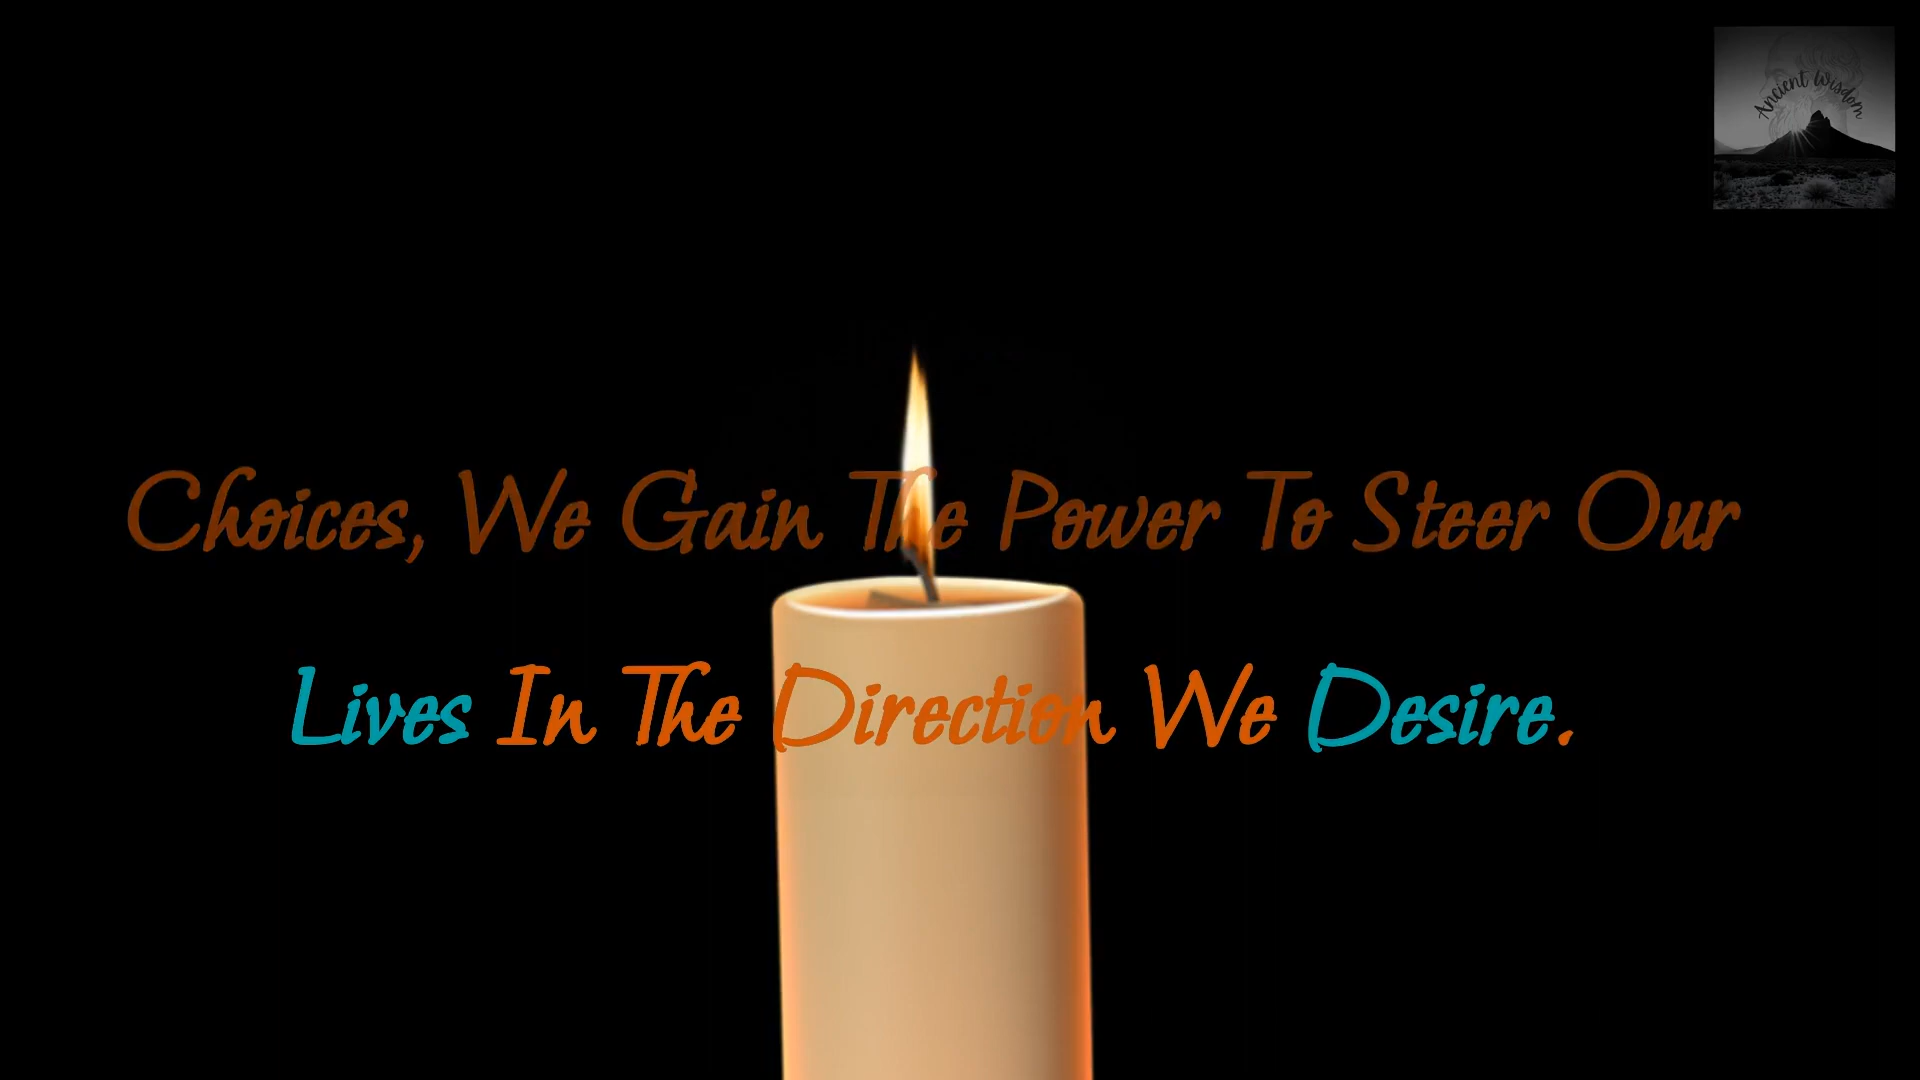 Ancient Wisdom
Choices, We Gain The Power To Steer Our
Lives In The Direction We Desire.